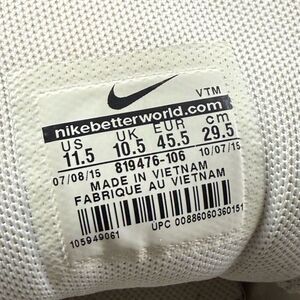 VTM
nikebetterworld.com
US UK EUR cm
11.5 10.5 45.5 29.5
07/08/15 819476-106 10/07/15
MADE IN VIETNAM
FABRIQUE AU VIETNAM
UPC 00886060360151
105949061